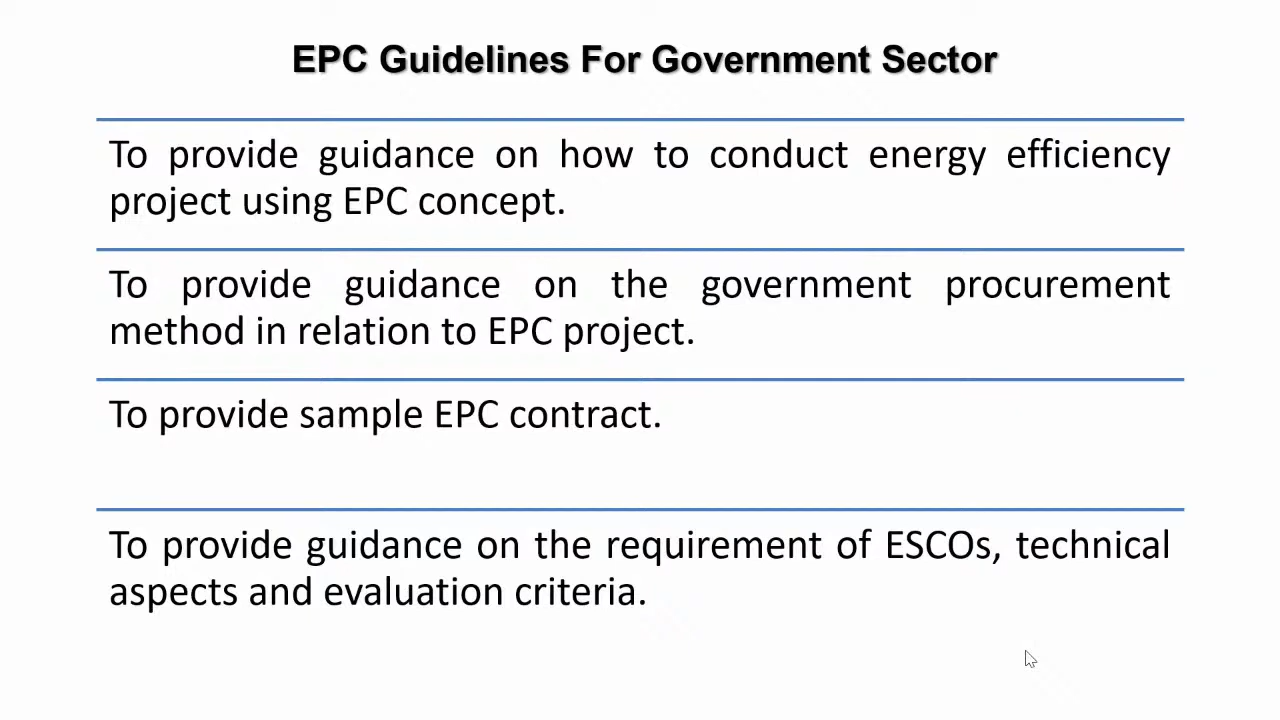 EPC Guidelines For Government Sector
To provide guidance on how to conduct energy efficiency
project using EPC concept.
To provide guidance on the government procurement
method in relation to EPC project.
To provide sample EPC contract.
To provide guidance on the requirement of ESCOs, technical
aspects and evaluation criteria.